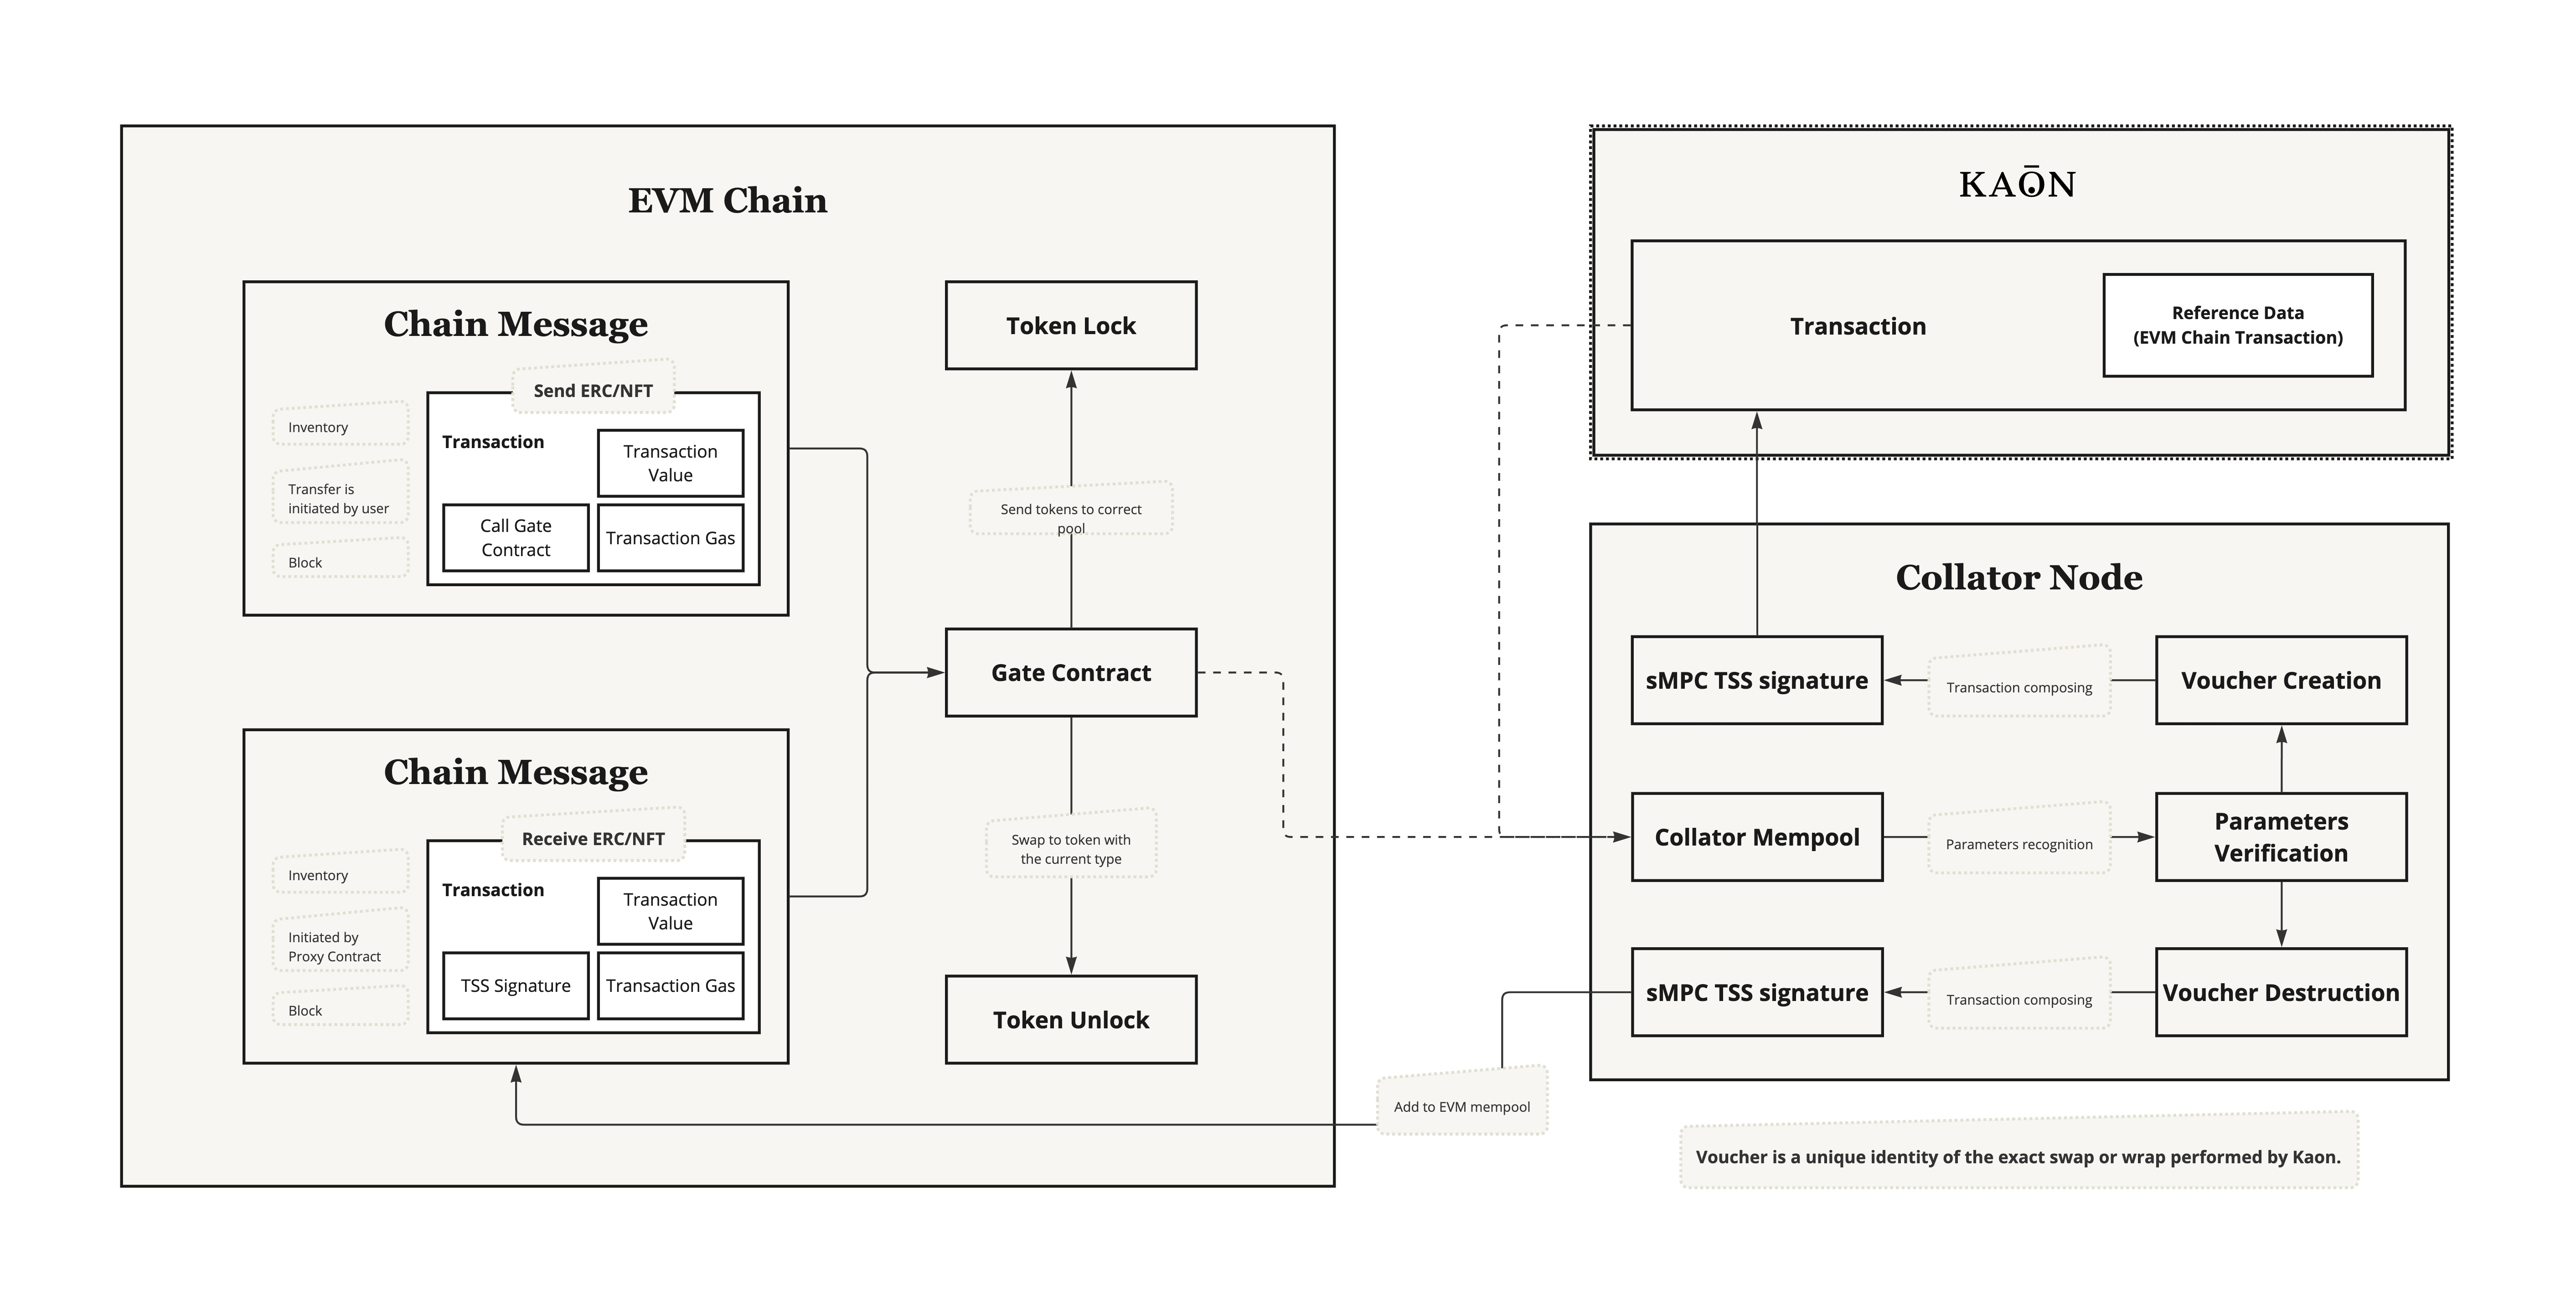 EVM Chain
Chain Message
Send ERC/NFT
Inventory
Transfer is
initiated by user
Block
Transaction
Transaction
Value
Call Gate
Contract
Transaction Gas
Chain Message
Receive ERC/NFT
Inventory
Initiated by
Proxy Contract
Block
Transaction
Transaction
Value
TSS Signature
Transaction Gas
Token Lock
Send tokens to correct
pool
Gate Contract
Swap to token with
the current type
Token Unlock
KAŌN
Transaction
Reference Data
(EVM Chain Transaction)
Collator Node
sMPC TSS signature
Transaction composing
Voucher Creation
Collator Mempool
Parameters recognition
Parameters
Verification
sMPC TSS signature
Transaction composing
Voucher Destruction
Add to EVM mempool
Voucher is a unique identity of the exact swap or wrap performed by Kaon.